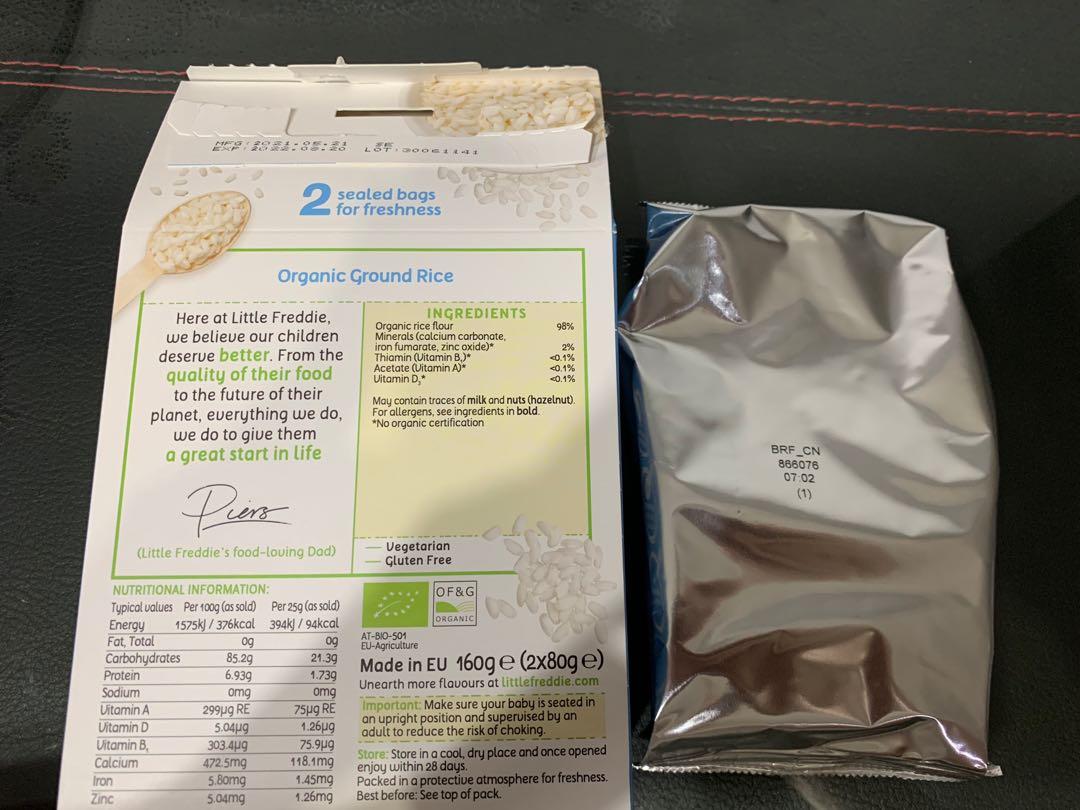 MFG: 2021.05.21 SE
EXP: 2022.08.20 LOT: 30061141
2 sealed bags
for freshness
Organic Ground Rice
Here at Little Freddie,
we believe our children
deserve better. From the
quality of their food
to the future of their
planet, everything we do,
we do to give them
a great start in life
Piers
(Little Freddie's food-loving Dad)
INGREDIENTS
Organic rice flour 98%
Minerals (calcium carbonate,
iron fumarate, zinc oxide)* 2%
Thiamin (Vitamin B₁)* <0.1%
Acetate (Vitamin A)* <0.1%
Vitamin D₃* <0.1%
May contain traces of milk and nuts (hazelnut).
For allergens, see ingredients in bold.
*No organic certification
Vegetarian
Gluten Free
NUTRITIONAL INFORMATION:
Typical values Per 100g (as sold) Per 25g (as sold)
Energy 1575kJ / 376kcal 394kJ / 94kcal
Fat, Total 0g 0g
Carbohydrates 85.2g 21.3g
Protein 6.93g 1.73g
Sodium 0mg 0mg
Vitamin A 299µg RE 75µg RE
Vitamin D 5.04µg 1.26µg
Vitamin B₁ 303.4µg 75.9µg
Calcium 472.5mg 118.1mg
Iron 5.80mg 1.45mg
Zinc 5.04mg 1.26mg
OF&G
ORGANIC
AT-BIO-501
EU-Agriculture
Made in EU 160g e (2x80g e)
Unearth more flavours at littlefreddie.com
Important: Make sure your baby is seated in
an upright position and supervised by an
adult to reduce the risk of choking.
Store: Store in a cool, dry place and once opened
enjoy within 28 days.
Packed in a protective atmosphere for freshness.
Best before: See top of pack.
BRF_CN
866076
07:02
(1)